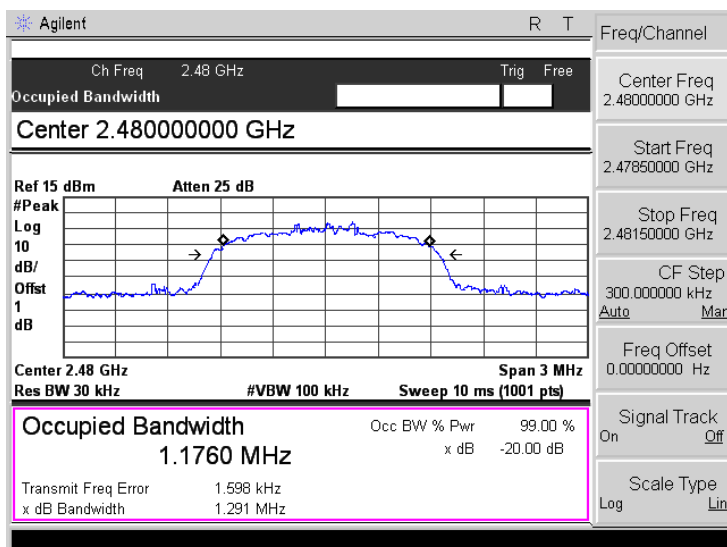 Agilent R T
Ch Freq 2.48 GHz Trig Free
Occupied Bandwidth
Center 2.480000000 GHz
Ref 15 dBm Atten 25 dB
#Peak
Log
10
dB/
Offst
1
dB
Center 2.48 GHz Span 3 MHz
Res BW 30 kHz #VBW 100 kHz Sweep 10 ms (1001 pts)
Occupied Bandwidth
1.1760 MHz
Occ BW % Pwr 99.00 %
x dB -20.00 dB
Transmit Freq Error 1.598 kHz
x dB Bandwidth 1.291 MHz
Freq/Channel
Center Freq
2.48000000 GHz
Start Freq
2.47850000 GHz
Stop Freq
2.48150000 GHz
CF Step
300.000000 kHz
Auto Man
Freq Offset
0.00000000 Hz
Signal Track
On Off
Scale Type
Log Lin